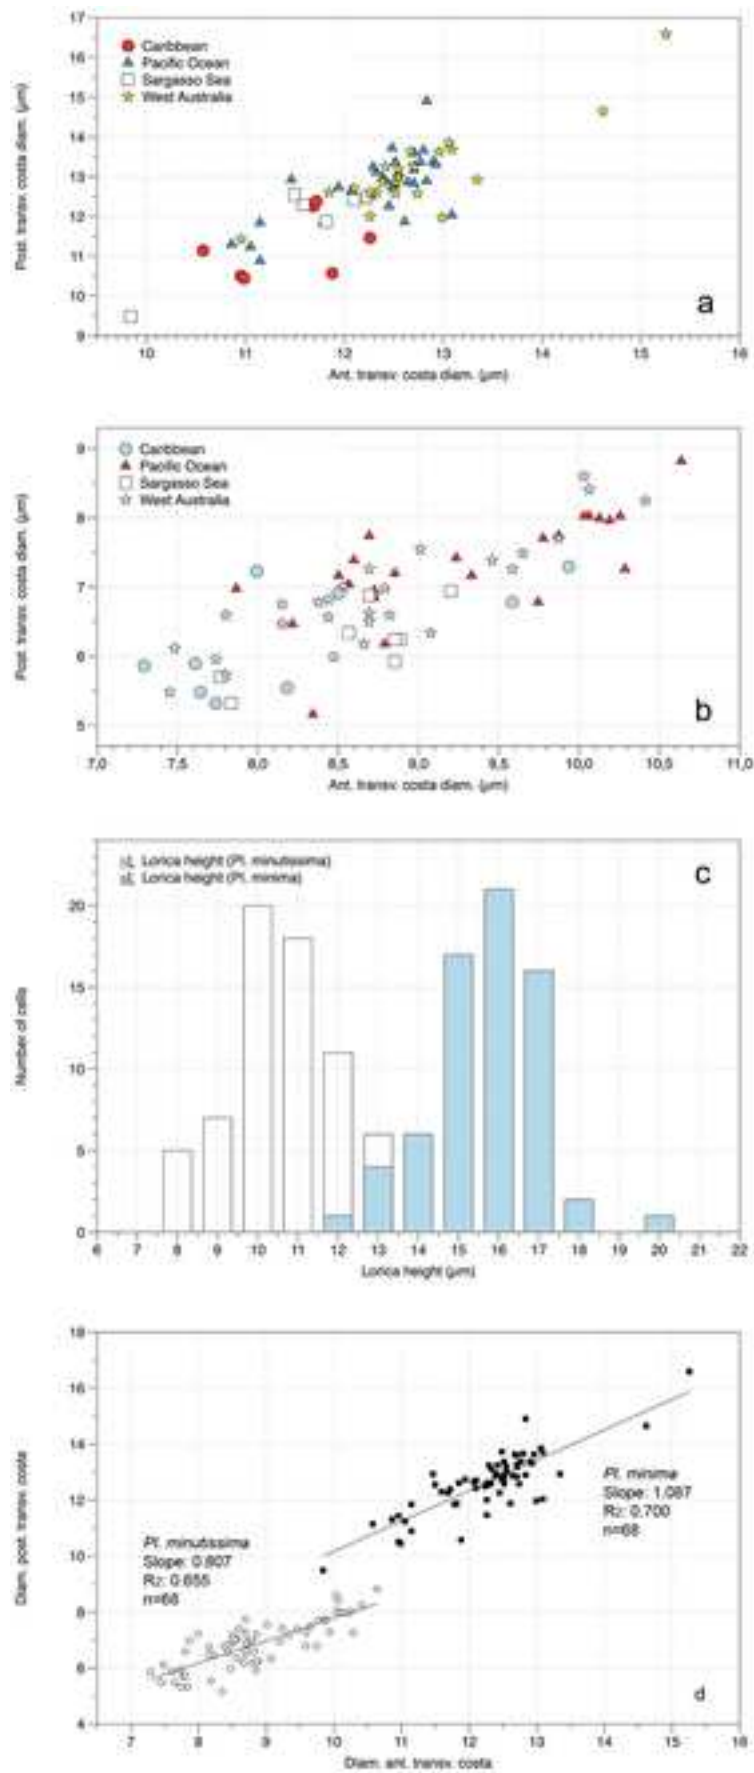 17
16
15
14
13
12
11
10
9
Post. transv. costa diam. (µm)
Caribbean
Pacific Ocean
Sargasso Sea
West Australia
a
10 11 12 13 14 15 16
Ant. transv. costa diam. (µm)
9
8
7
6
5
Post. transv. costa diam. (µm)
Caribbean
Pacific Ocean
Sargasso Sea
West Australia
b
7,0 7,5 8,0 8,5 9,0 9,5 10,0 10,5 11,0
Ant. transv. costa diam. (µm)
20
15
10
5
0
Number of cells
Lorica height (Pl. minutissima)
Lorica height (Pl. minima)
c
6 7 8 9 10 11 12 13 14 15 16 17 18 19 20 21 22
Lorica height (µm)
18
16
14
12
10
8
6
4
Diam. post. transv. costa
Pl. minima
Slope: 1.087
R2: 0.700
n=68
Pl. minutissima
Slope: 0.807
R2: 0.655
n=68
d
7 8 9 10 11 12 13 14 15 16
Diam. ant. transv. costa